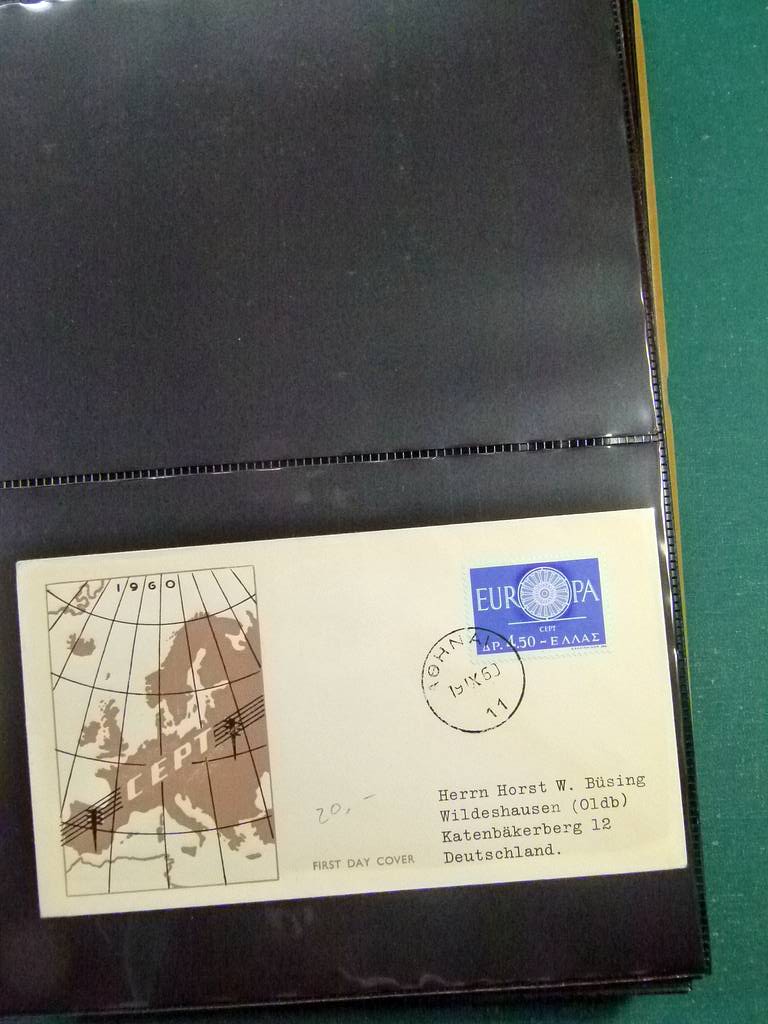 1960
CEPT
EUROPA
CEPT
ΔΡ. 4,50 - ΕΛΛΑΣ
ΑΘΗΝΑΙ
19 IX 60
11
20,-
Herrn Horst W. Büsing
Wildeshausen (Oldb)
Katenbäkerberg 12
Deutschland.
FIRST DAY COVER